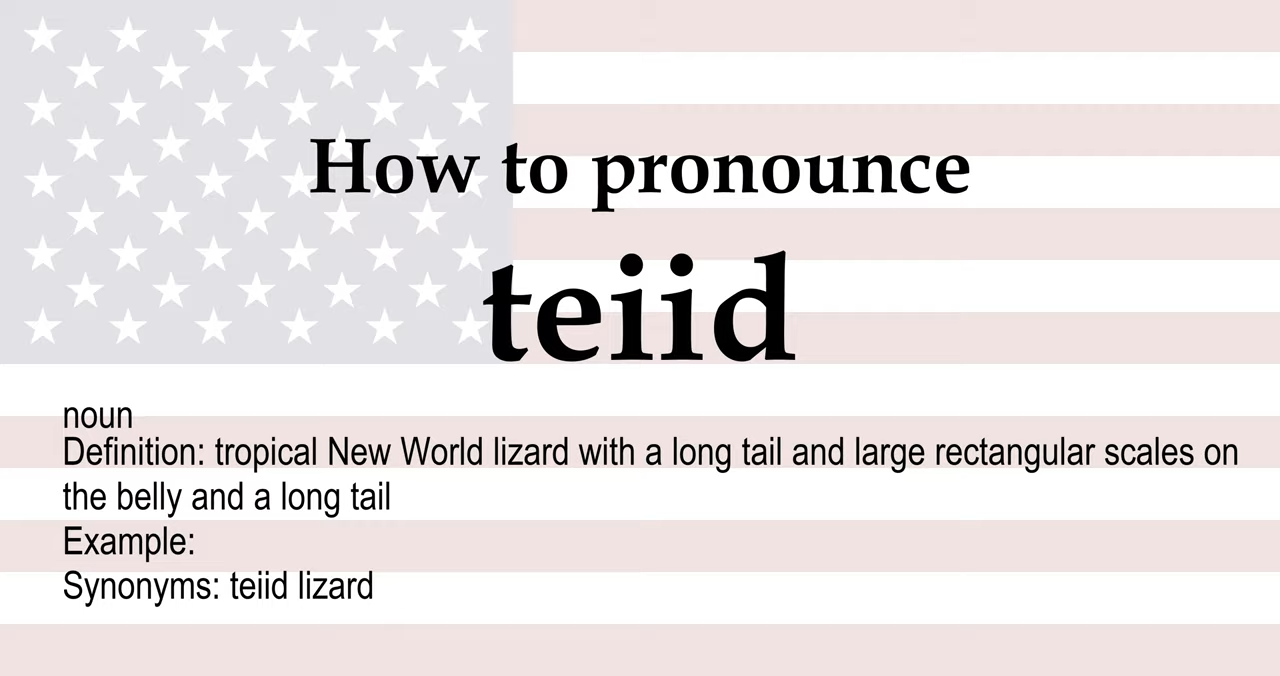 How to pronounce
teiid
noun
Definition: tropical New World lizard with a long tail and large rectangular scales on
the belly and a long tail
Example:
Synonyms: teiid lizard